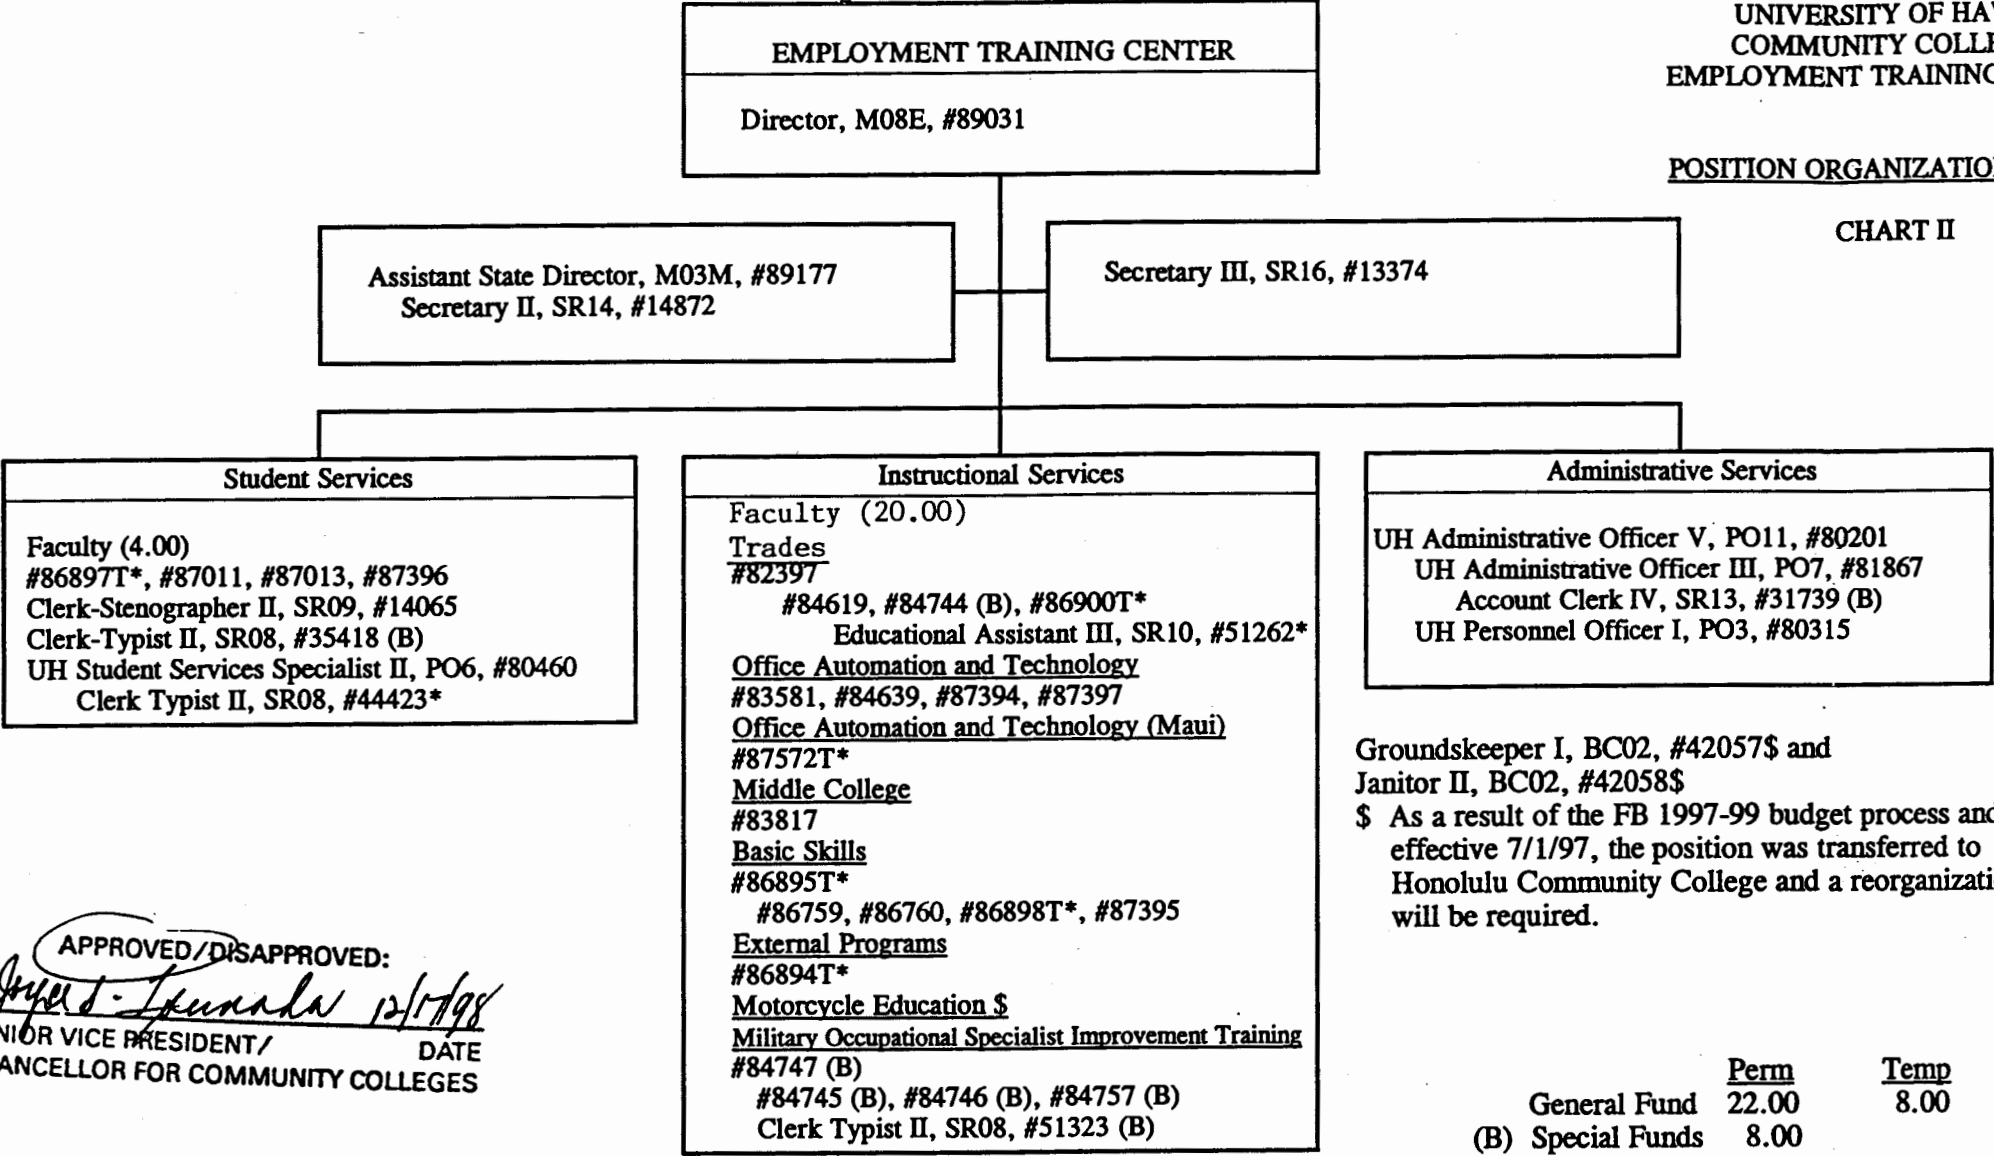 EMPLOYMENT TRAINING CENTER
Director, M08E, #89031
UNIVERSITY OF HA
COMMUNITY COLLE
EMPLOYMENT TRAINING
POSITION ORGANIZATIO
CHART II
Assistant State Director, M03M, #89177
Secretary II, SR14, #14872
Secretary III, SR16, #13374
Student Services
Faculty (4.00)
#86897T*, #87011, #87013, #87396
Clerk-Stenographer II, SR09, #14065
Clerk-Typist II, SR08, #35418 (B)
UH Student Services Specialist II, PO6, #80460
Clerk Typist II, SR08, #44423*
Instructional Services
Faculty (20.00)
Trades
#82397
#84619, #84744 (B), #86900T*
Educational Assistant III, SR10, #51262*
Office Automation and Technology
#83581, #84639, #87394, #87397
Office Automation and Technology (Maui)
#87572T*
Middle College
#83817
Basic Skills
#86895T*
#86759, #86760, #86898T*, #87395
External Programs
#86894T*
Motorcycle Education $
Military Occupational Specialist Improvement Training
#84747 (B)
#84745 (B), #84746 (B), #84757 (B)
Clerk Typist II, SR08, #51323 (B)
Administrative Services
UH Administrative Officer V, PO11, #80201
UH Administrative Officer III, PO7, #81867
Account Clerk IV, SR13, #31739 (B)
UH Personnel Officer I, PO3, #80315
Groundskeeper I, BC02, #42057$ and
Janitor II, BC02, #42058$
$ As a result of the FB 1997-99 budget process and
effective 7/1/97, the position was transferred to
Honolulu Community College and a reorganizati
will be required.
APPROVED/DISAPPROVED:
12/17/98
NIOR VICE PRESIDENT/ DATE
ANCELLOR FOR COMMUNITY COLLEGES
Perm Temp
General Fund 22.00 8.00
(B) Special Funds 8.00